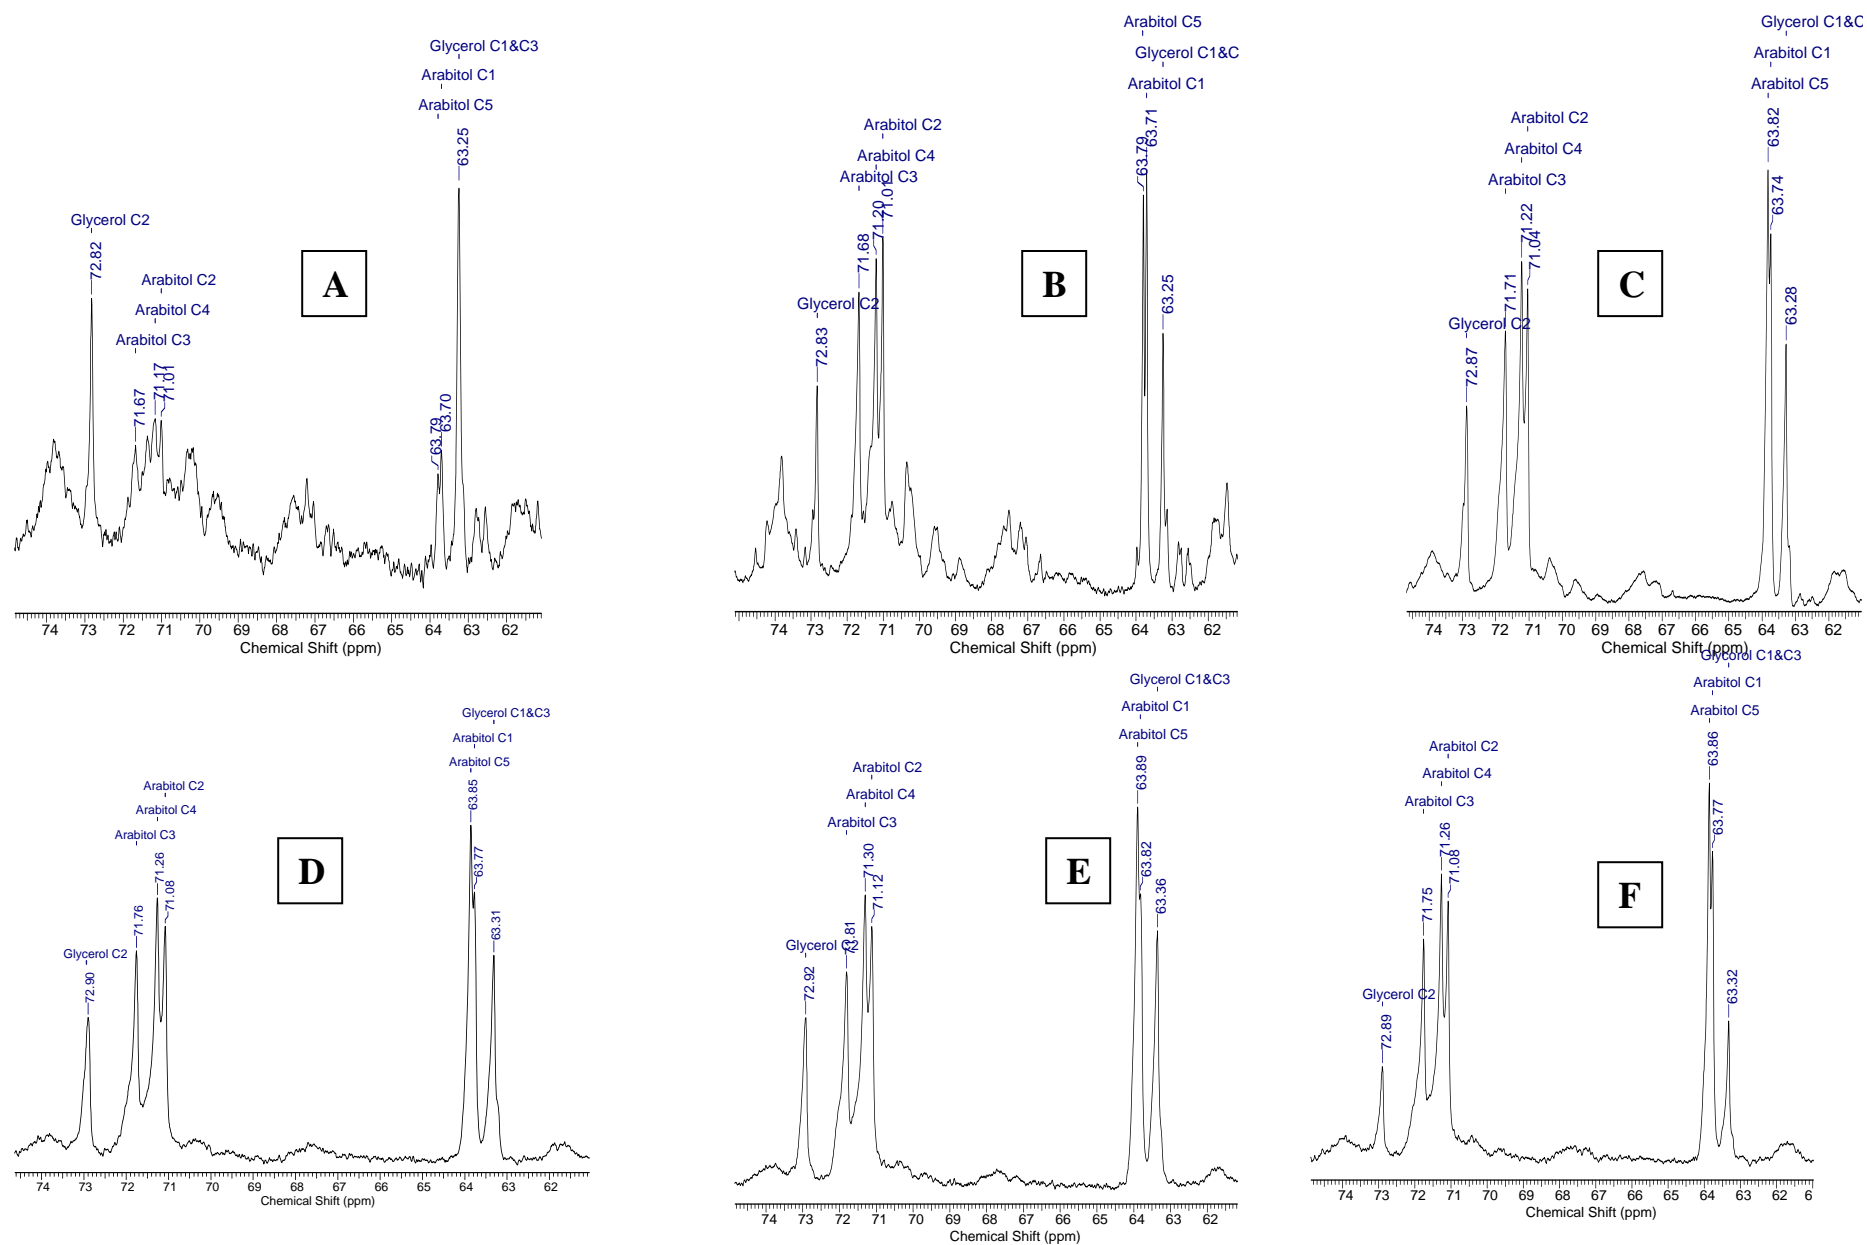 Glycerol C1&C3
Arabitol C1
Arabitol C5
63.25
Glycerol C2
72.82
Arabitol C2
Arabitol C4
Arabitol C3
71.67
71.17
71.01
63.79
63.70
A
74 73 72 71 70 69 68 67 66 65 64 63 62
Chemical Shift (ppm)
Arabitol C5
Glycerol C1&C
Arabitol C1
63.79
63.71
Arabitol C2
Arabitol C4
Arabitol C3
71.68
71.20
71.01
Glycerol C2
72.83
63.25
B
74 73 72 71 70 69 68 67 66 65 64 63 62
Chemical Shift (ppm)
Glycerol C1&C
Arabitol C1
Arabitol C5
63.82
63.74
Arabitol C2
Arabitol C4
Arabitol C3
71.71
71.22
71.04
Glycerol C2
72.87
63.28
C
74 73 72 71 70 69 68 67 66 65 64 63 62
Chemical Shift (ppm)
Glycerol C1&C3
Arabitol C1
Arabitol C5
63.85
63.77
Arabitol C2
Arabitol C4
Arabitol C3
71.76
71.26
71.08
Glycerol C2
72.90
63.31
D
74 73 72 71 70 69 68 67 66 65 64 63 62
Chemical Shift (ppm)
Glycerol C1&C3
Arabitol C1
Arabitol C5
63.89
63.82
Arabitol C2
Arabitol C4
Arabitol C3
71.81
71.30
71.12
Glycerol C2
72.92
63.36
E
74 73 72 71 70 69 68 67 66 65 64 63 62
Chemical Shift (ppm)
Glycorol C1&C3
Arabitol C1
Arabitol C5
63.86
63.77
Arabitol C2
Arabitol C4
Arabitol C3
71.75
71.26
71.08
Glycerol C2
72.89
63.32
F
74 73 72 71 70 69 68 67 66 65 64 63 62 6
Chemical Shift (ppm)